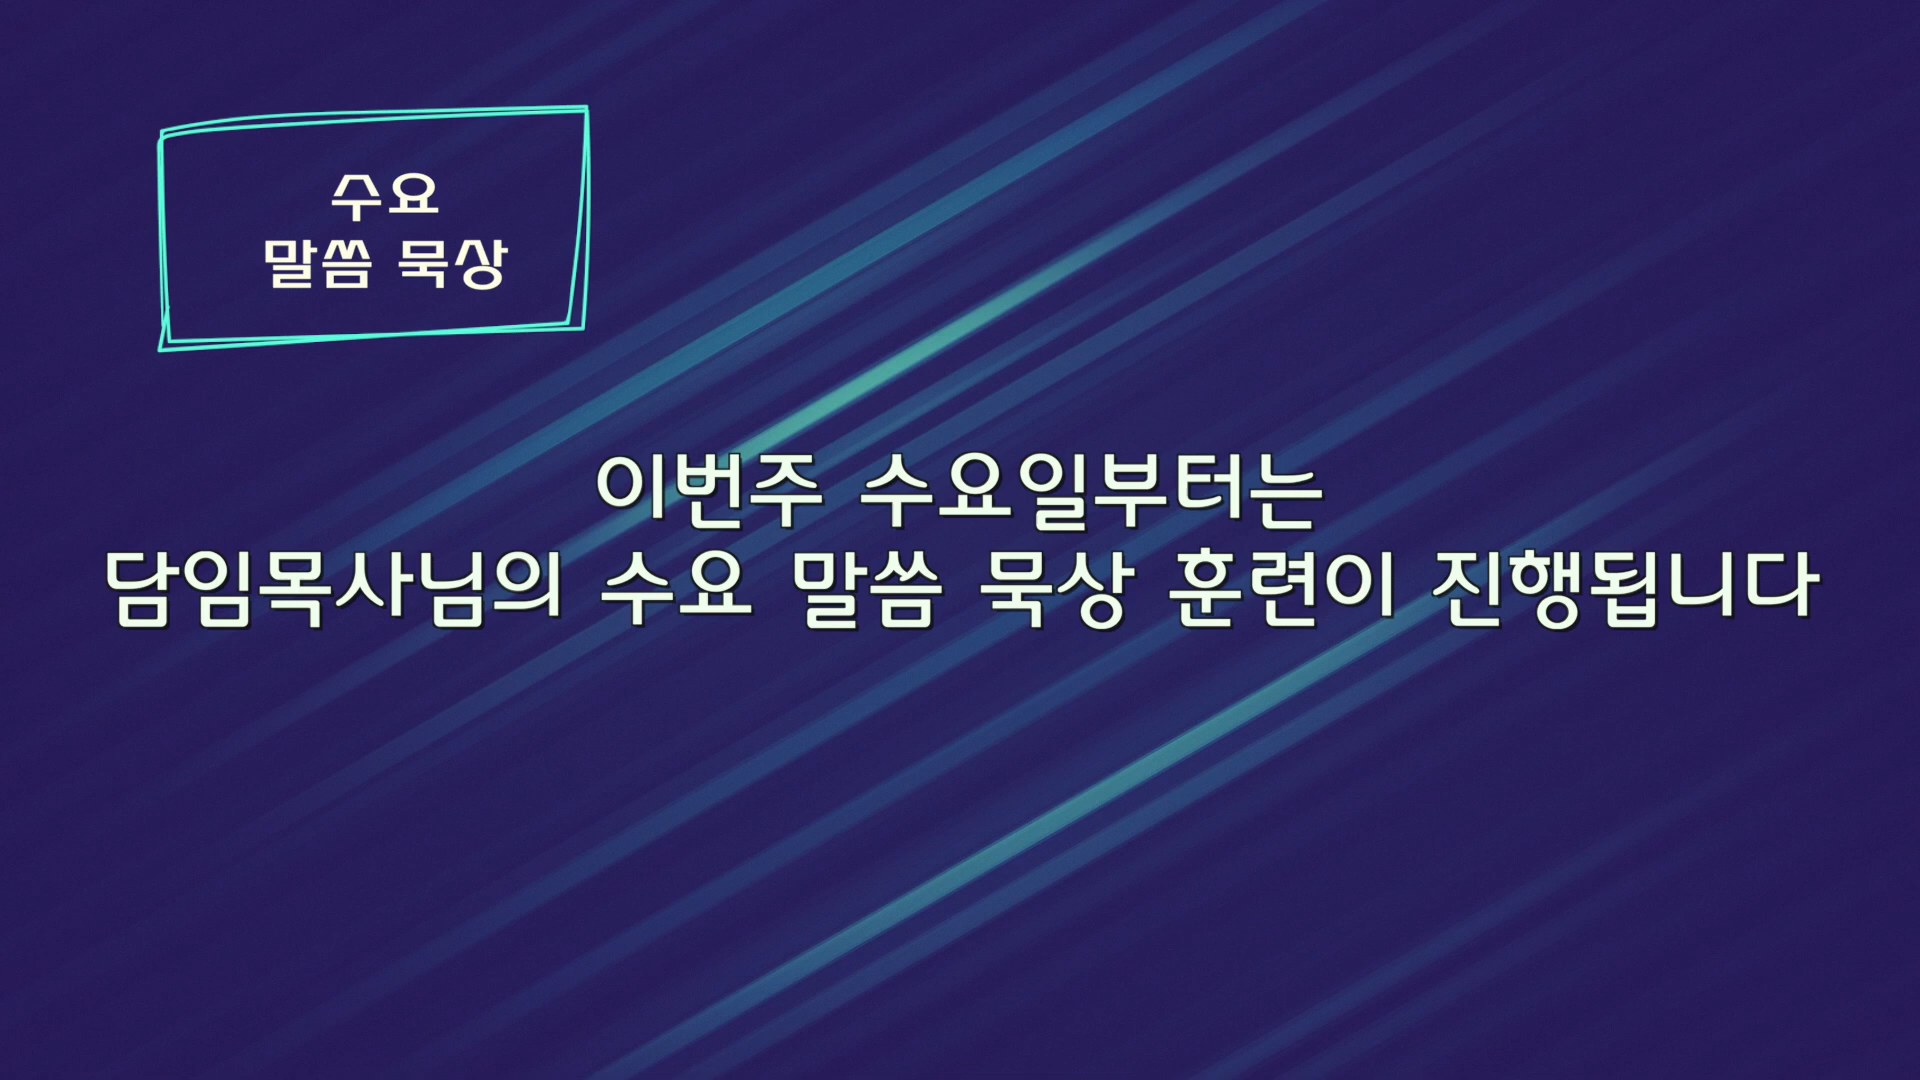 수요
말씀 묵상
이번주 수요일부터는
담임목사님의 수요 말씀 묵상 훈련이 진행됩니다